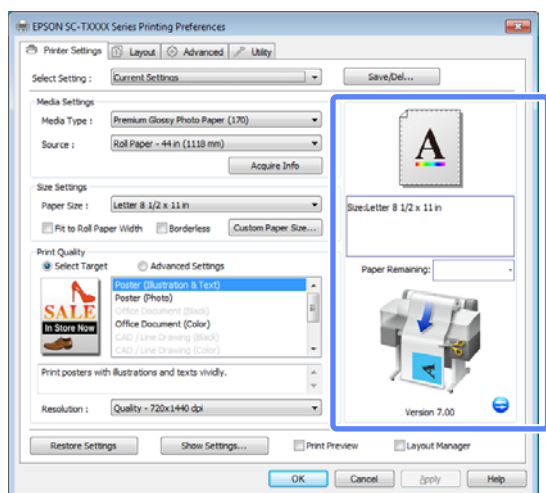 EPSON SC-TXXXX Series Printing Preferences
Printer Settings Layout Advanced Utility
Select Setting : Current Settings Save/Del...
Media Settings
Media Type : Premium Glossy Photo Paper (170)
Source : Roll Paper - 44 in (1118 mm)
Acquire Info
Size Settings
Paper Size : Letter 8 1/2 x 11 in
Fit to Roll Paper Width Borderless Custom Paper Size...
Print Quality
Select Target Advanced Settings
SALE
In Store Now
Poster (Illustration & Text)
Poster (Photo)
Office Document (Black)
Office Document (Color)
CAD / Line Drawing (Black)
CAD / Line Drawing (Color)
Print posters with illustrations and texts vividly.
Resolution : Quality - 720x1440 dpi
A
Size:Letter 8 1/2 x 11 in
Paper Remaining: -
A
Version 7.00
Restore Settings Show Settings... Print Preview Layout Manager
OK Cancel Apply Help